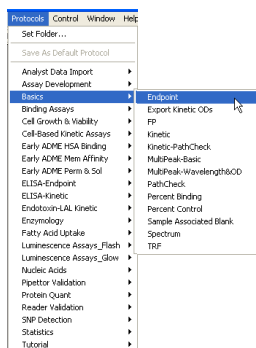 Protocols Control Window Help
Set Folder...
Save As Default Protocol
Analyst Data Import
Assay Development
Basics
Binding Assays
Cell Growth & Viability
Cell-Based Kinetic Assays
Early ADME HSA Binding
Early ADME Mem Affinity
Early ADME Perm & Sol
ELISA-Endpoint
ELISA-Kinetic
Endotoxin-LAL Kinetic
Enzymology
Fatty Acid Uptake
Luminescence Assays_Flash
Luminescence Assays_Glow
Nucleic Acids
Pipettor Validation
Protein Quant
Reader Validation
SNP Detection
Statistics
Tutorial
Endpoint
Export Kinetic ODs
FP
Kinetic
Kinetic-PathCheck
MultiPeak-Basic
MultiPeak-Wavelength&OD
PathCheck
Percent Binding
Percent Control
Sample Associated Blank
Spectrum
TRF